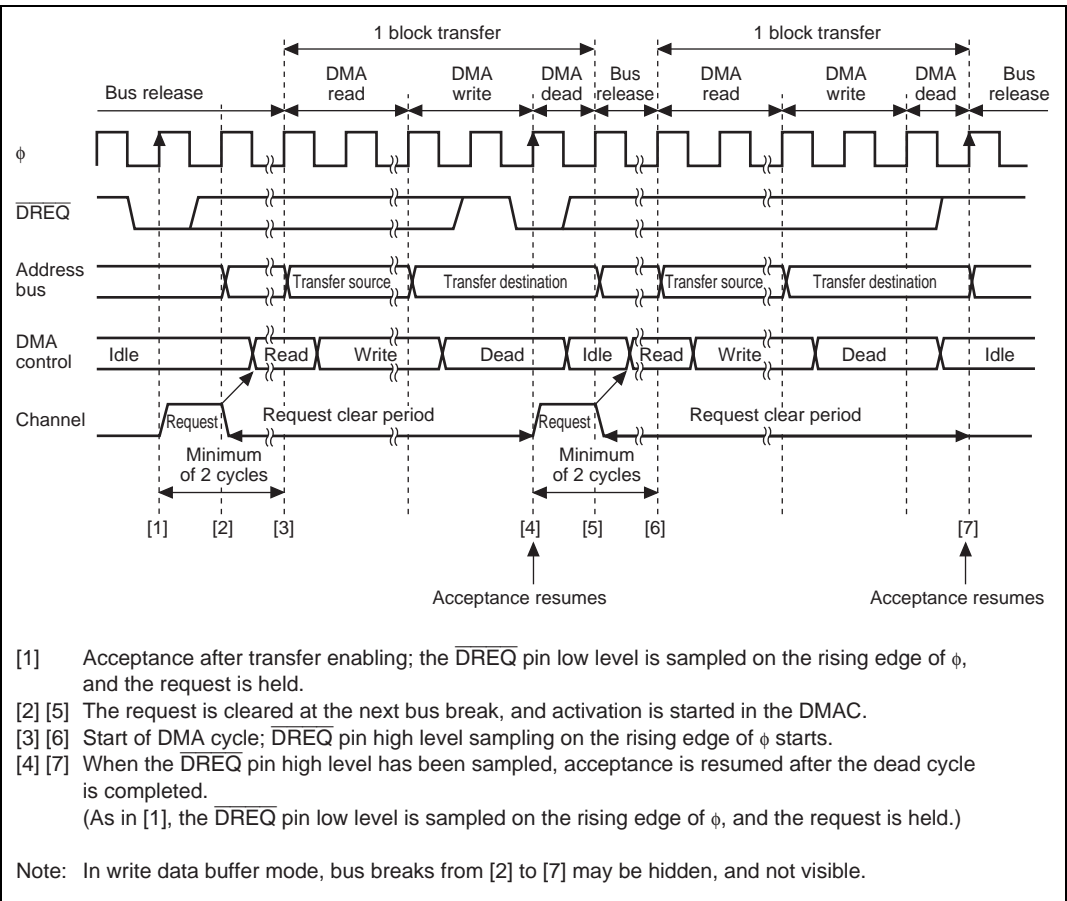 1 block transfer 1 block transfer
DMA DMA DMA Bus DMA DMA DMA Bus
Bus release read write dead release read write dead release
φ
DREQ
Address
bus
Transfer source Transfer destination Transfer source Transfer destination
DMA
control
Idle Read Write Dead Idle Read Write Dead Idle
Channel Request Request clear period Request Request clear period
Minimum Minimum
of 2 cycles of 2 cycles
[1] [2] [3] [4] [5] [6] [7]
Acceptance resumes Acceptance resumes
[1] Acceptance after transfer enabling; the DREQ pin low level is sampled on the rising edge of φ,
and the request is held.
[2] [5] The request is cleared at the next bus break, and activation is started in the DMAC.
[3] [6] Start of DMA cycle; DREQ pin high level sampling on the rising edge of φ starts.
[4] [7] When the DREQ pin high level has been sampled, acceptance is resumed after the dead cycle
is completed.
(As in [1], the DREQ pin low level is sampled on the rising edge of φ, and the request is held.)
Note: In write data buffer mode, bus breaks from [2] to [7] may be hidden, and not visible.